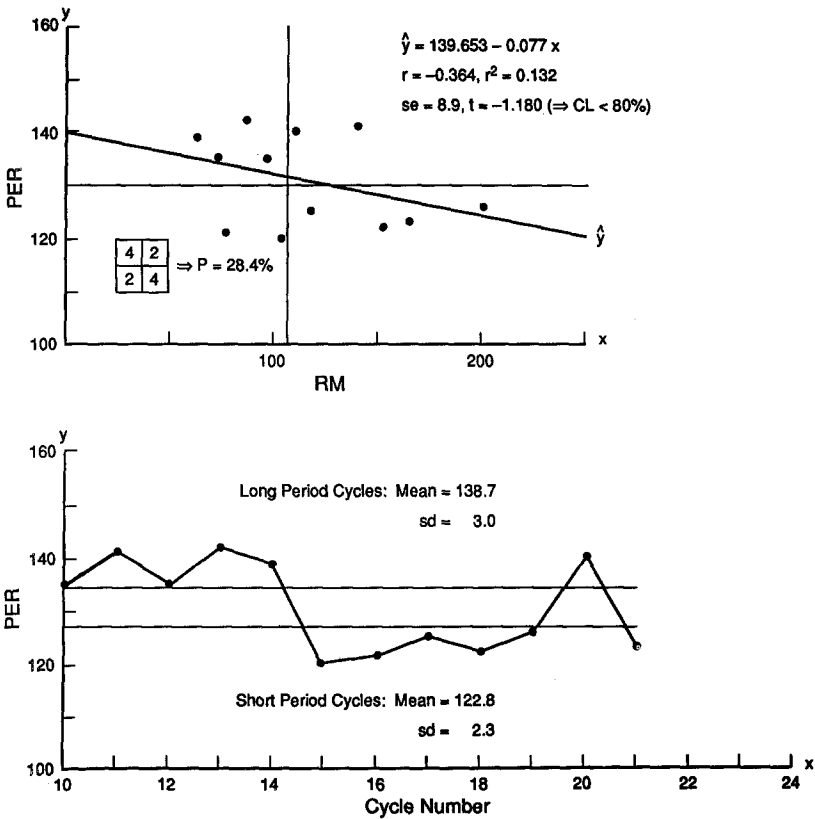 y
160
140
120
100
PER
ŷ = 139.653 – 0.077 x
r = –0.364, r² = 0.132
se = 8.9, t = –1.180 (⇒ CL < 80%)
ŷ
4 2
2 4
⇒ P = 28.4%
100 200
x
RM
y
160
140
120
100
PER
Long Period Cycles: Mean = 138.7
sd = 3.0
Short Period Cycles: Mean = 122.8
sd = 2.3
10 12 14 16 18 20 22 24
x
Cycle Number